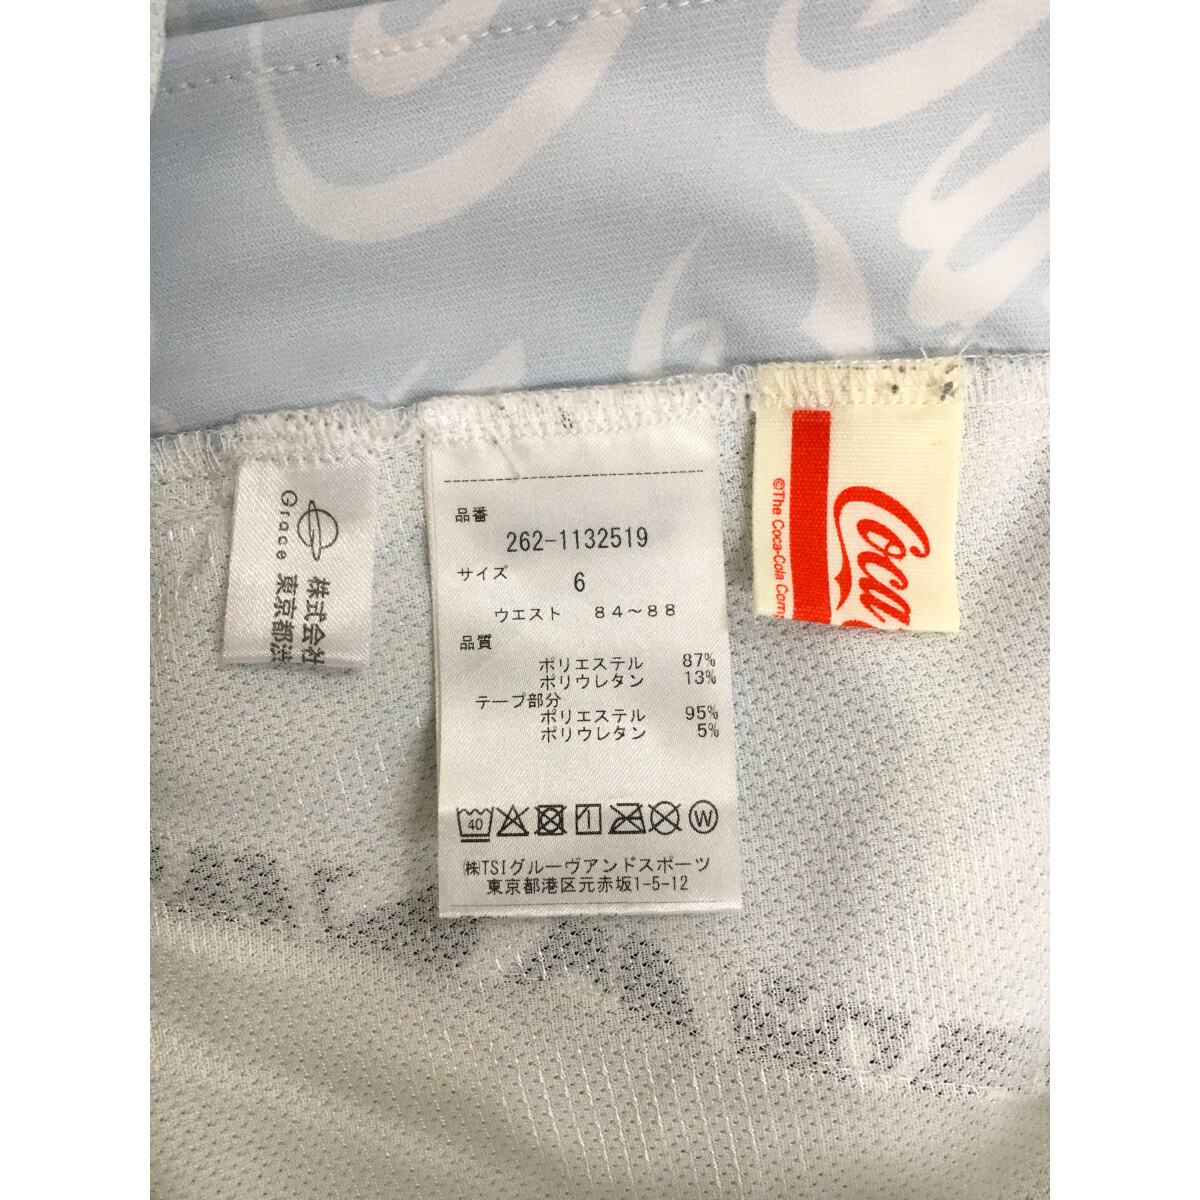 Grace
株式会社
東京都渋
品番
262-1132519
サイズ
6
ウエスト 84~88
品質
ポリエステル 87%
ポリウレタン 13%
テープ部分
ポリエステル 95%
ポリウレタン 5%
40
W
㈱TSIグルーヴアンドスポーツ
東京都港区元赤坂1-5-12
©The Coca-Cola Com
Coca